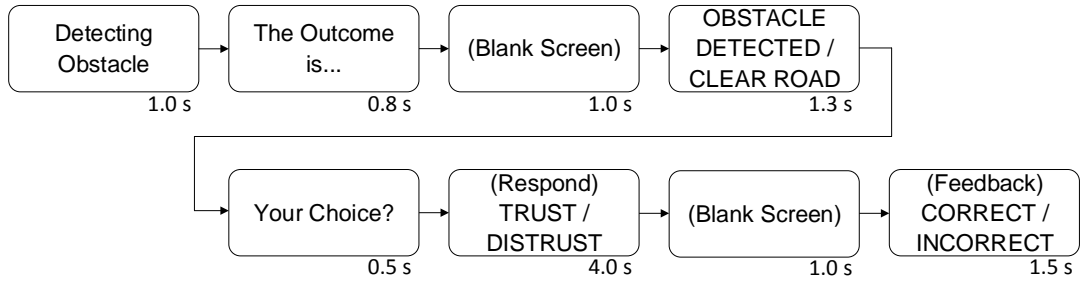 Detecting
Obstacle
1.0 s
The Outcome
is...
0.8 s
(Blank Screen)
1.0 s
OBSTACLE
DETECTED /
CLEAR ROAD
1.3 s
Your Choice?
0.5 s
(Respond)
TRUST /
DISTRUST
4.0 s
(Blank Screen)
1.0 s
(Feedback)
CORRECT /
INCORRECT
1.5 s